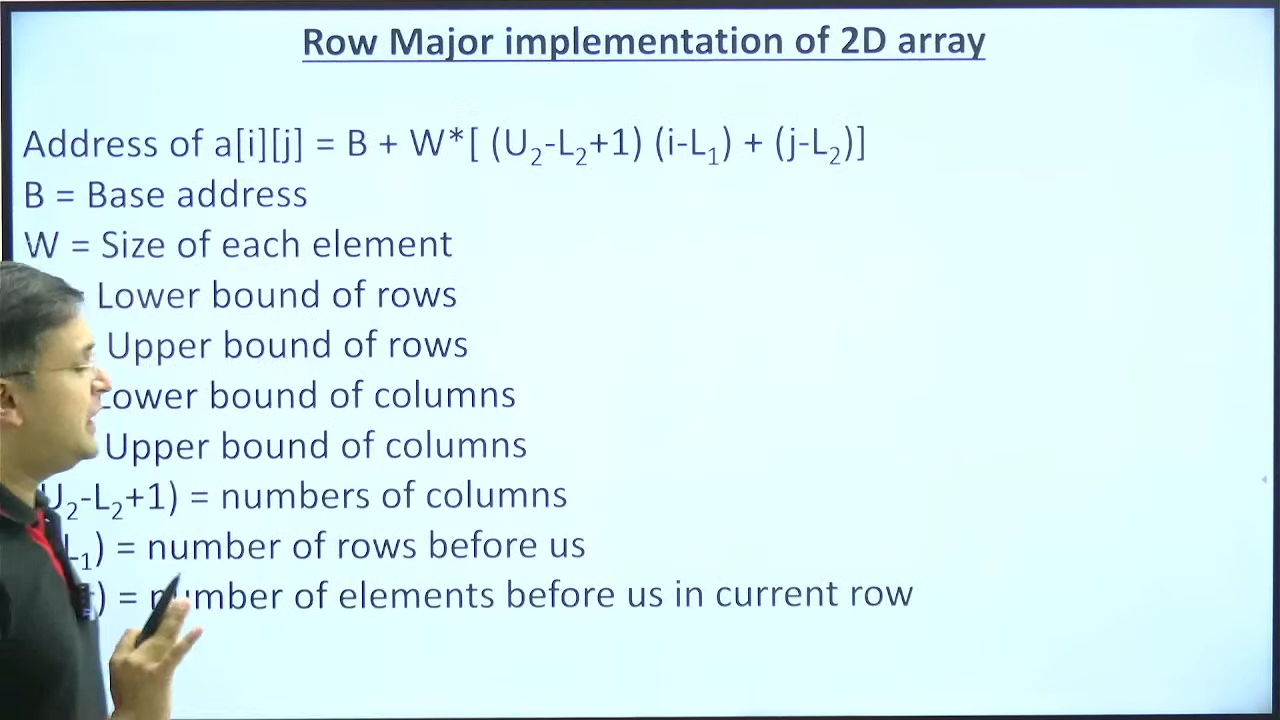 Row Major implementation of 2D array
Address of a[i][j] = B + W*[ (U₂-L₂+1) (i-L₁) + (j-L₂)]
B = Base address
W = Size of each element
Lower bound of rows
Upper bound of rows
Lower bound of columns
Upper bound of columns
U₂-L₂+1) = numbers of columns
L₁) = number of rows before us
) = number of elements before us in current row